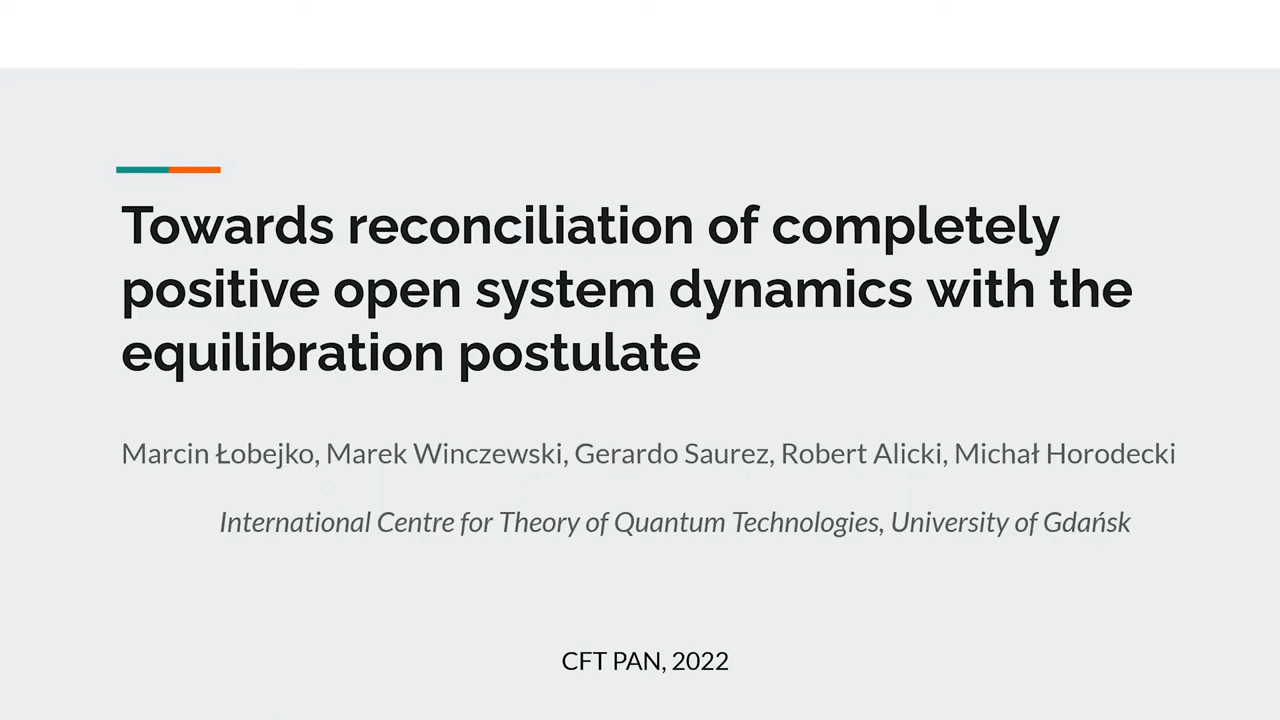 Towards reconciliation of completely
positive open system dynamics with the
equilibration postulate
Marcin Łobejko, Marek Winczewski, Gerardo Saurez, Robert Alicki, Michał Horodecki
International Centre for Theory of Quantum Technologies, University of Gdańsk
CFT PAN, 2022